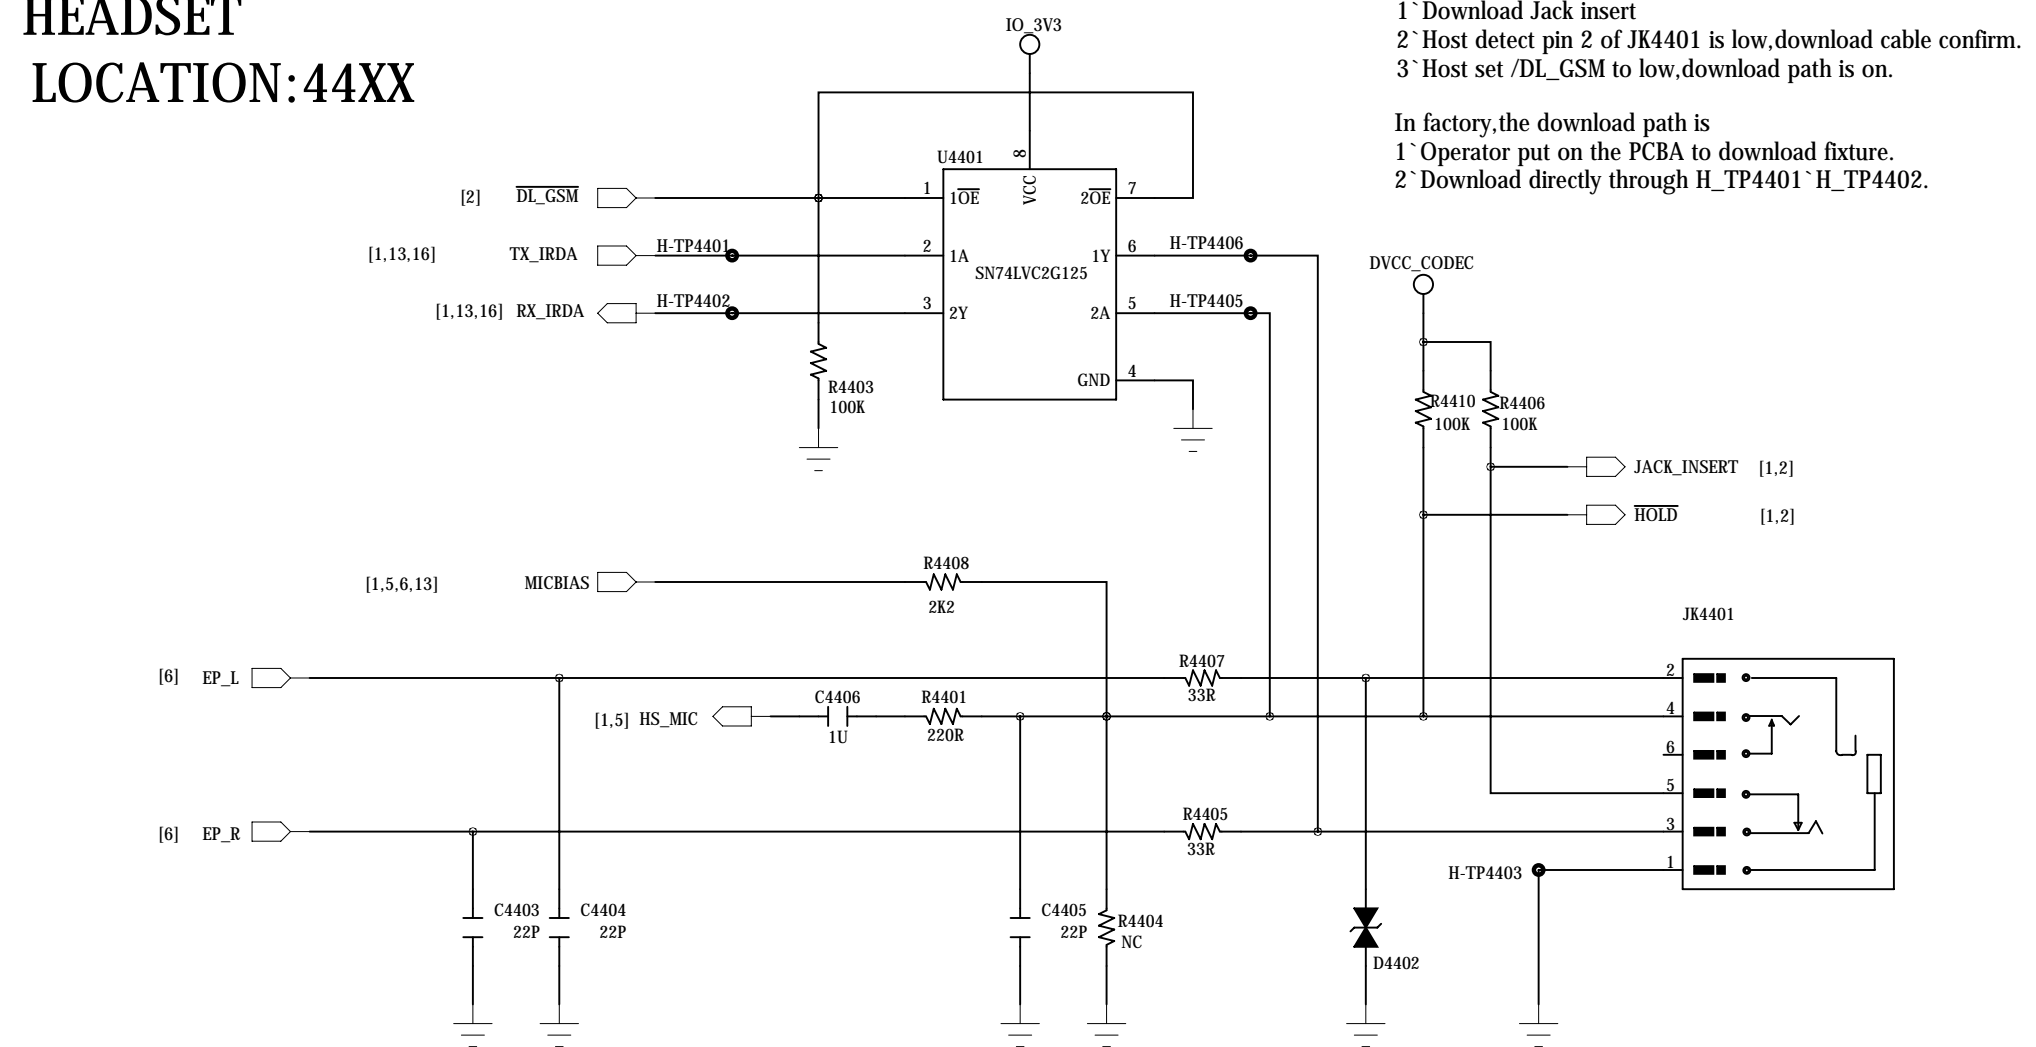 HEADSET
LOCATION:44XX
1`Download Jack insert
2`Host detect pin 2 of JK4401 is low,download cable confirm.
3`Host set /DL_GSM to low,download path is on.
In factory,the download path is
1`Operator put on the PCBA to download fixture.
2`Download directly through H_TP4401`H_TP4402.
IO_3V3
U4401
8
VCC
[2] DL_GSM
1
1OE
2OE
7
[1,13,16] TX_IRDA
H-TP4401
2
1A
1Y
6
H-TP4406
SN74LVC2G125
[1,13,16] RX_IRDA
H-TP4402
3
2Y
2A
5
H-TP4405
GND
4
R4403
100K
DVCC_CODEC
R4410
100K
R4406
100K
JACK_INSERT [1,2]
HOLD [1,2]
[1,5,6,13] MICBIAS
R4408
2K2
JK4401
[6] EP_L
R4407
33R
2
[1,5] HS_MIC
C4406
1U
R4401
220R
4
6
5
[6] EP_R
R4405
33R
3
H-TP4403
1
C4403
22P
C4404
22P
C4405
22P
R4404
NC
D4402